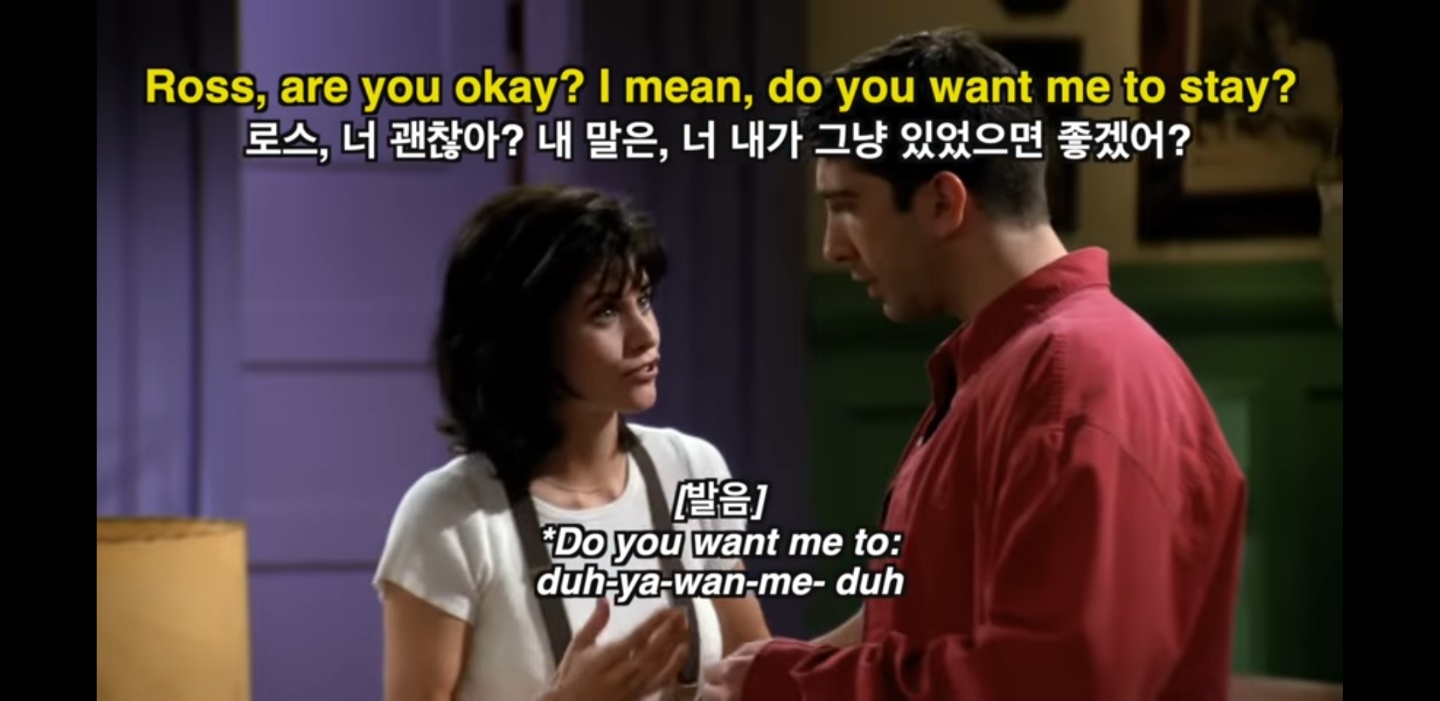 Ross, are you okay? I mean, do you want me to stay?
로스, 너 괜찮아? 내 말은, 너 내가 그냥 있었으면 좋겠어?
[발음]
*Do you want me to:
duh-ya-wan-me- duh